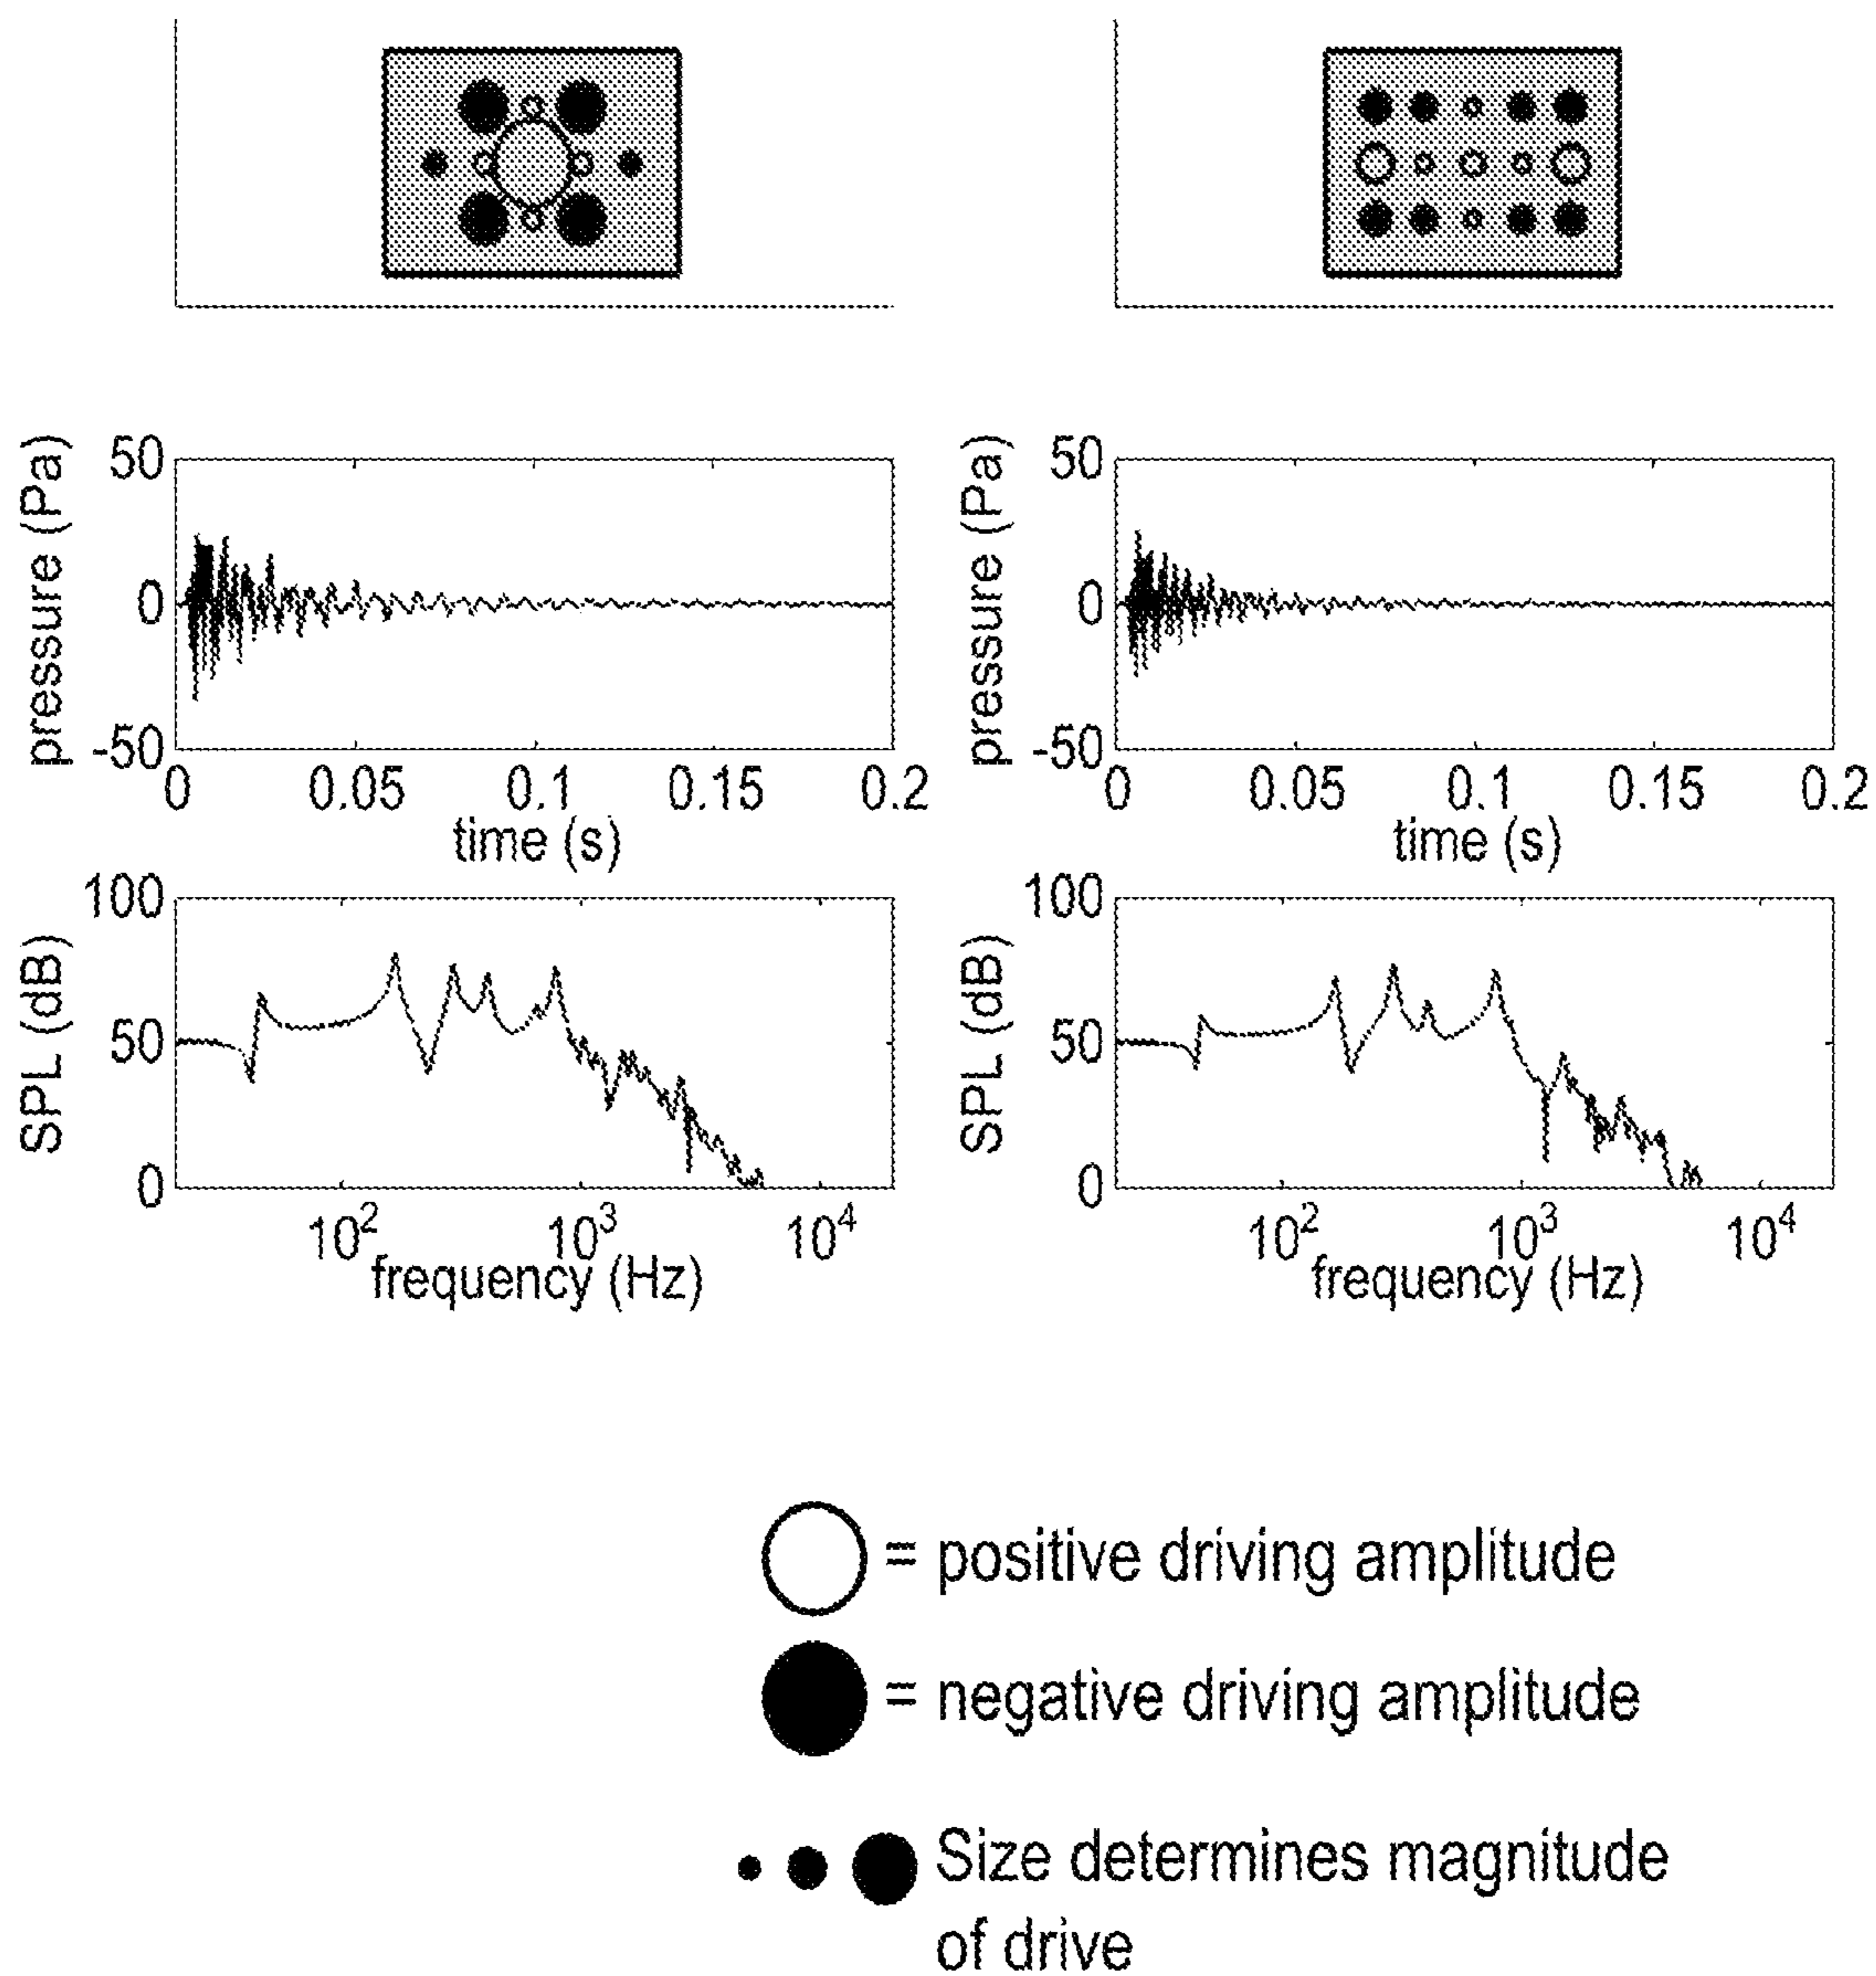 pressure (Pa)
50
0
-50
0 0.05 0.1 0.15 0.2
time (s)
pressure (Pa)
50
0
-50
0 0.05 0.1 0.15 0.2
time (s)
SPL (dB)
100
50
0
10² 10³ 10⁴
frequency (Hz)
SPL (dB)
100
50
0
10² 10³ 10⁴
frequency (Hz)
= positive driving amplitude
= negative driving amplitude
Size determines magnitude
of drive